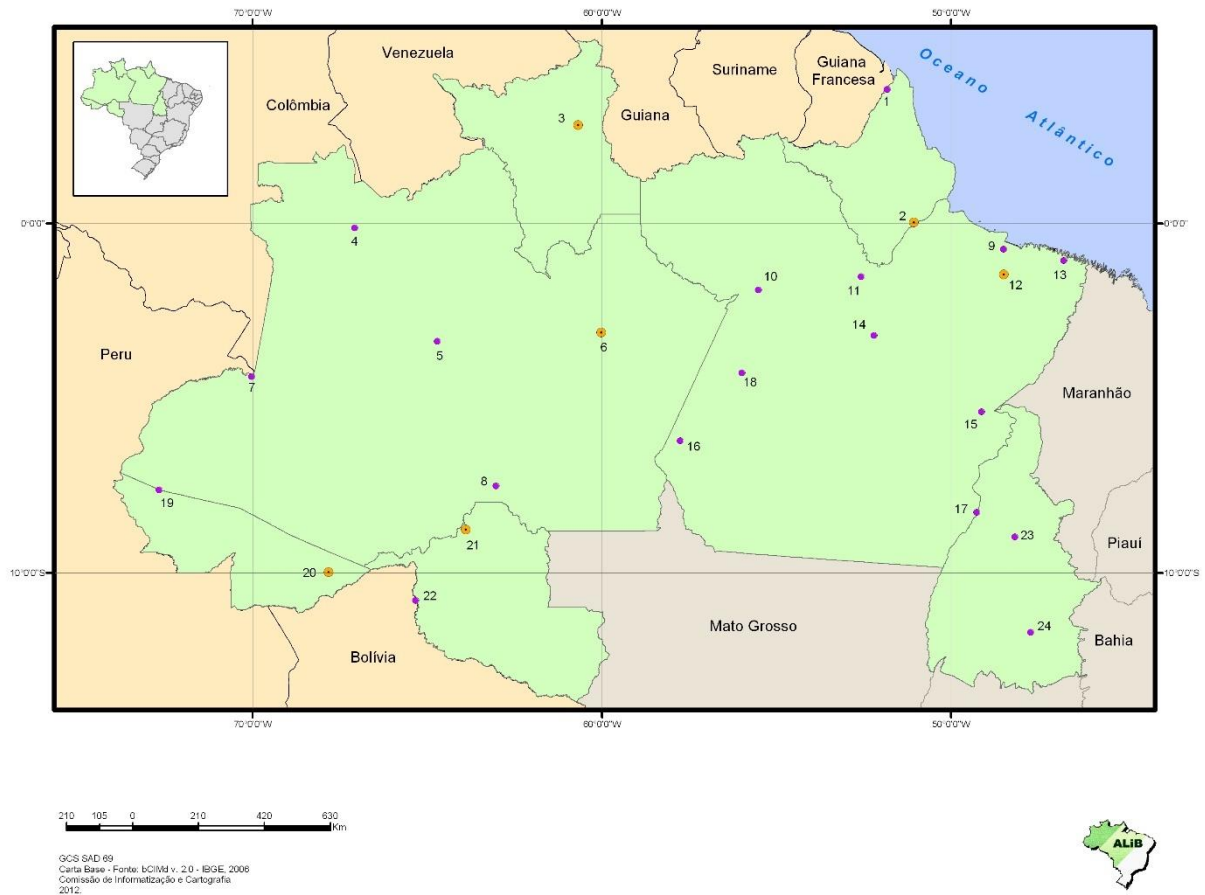 70°0'0"W
60°0'0"W
50°0'0"W
Venezuela
Suriname
Guiana
Francesa
Oceano
Atlântico
Colômbia
Guiana
1
3
0°0'0"
0°0'0"
2
4
9
13
12
10
11
14
6
5
Peru
7
18
Maranhão
15
16
8
19
17
23
21
Piauí
10°0'0"S
10°0'0"S
20
22
Mato Grosso
24
Bahia
Bolívia
70°0'0"W
60°0'0"W
50°0'0"W
210 105 0 210 420 630
Km
GCS SAD 69
Carta Base - Fonte: bCIMd v. 2.0 - IBGE, 2006
Comissão de Informatização e Cartografia
2012.
ALiB